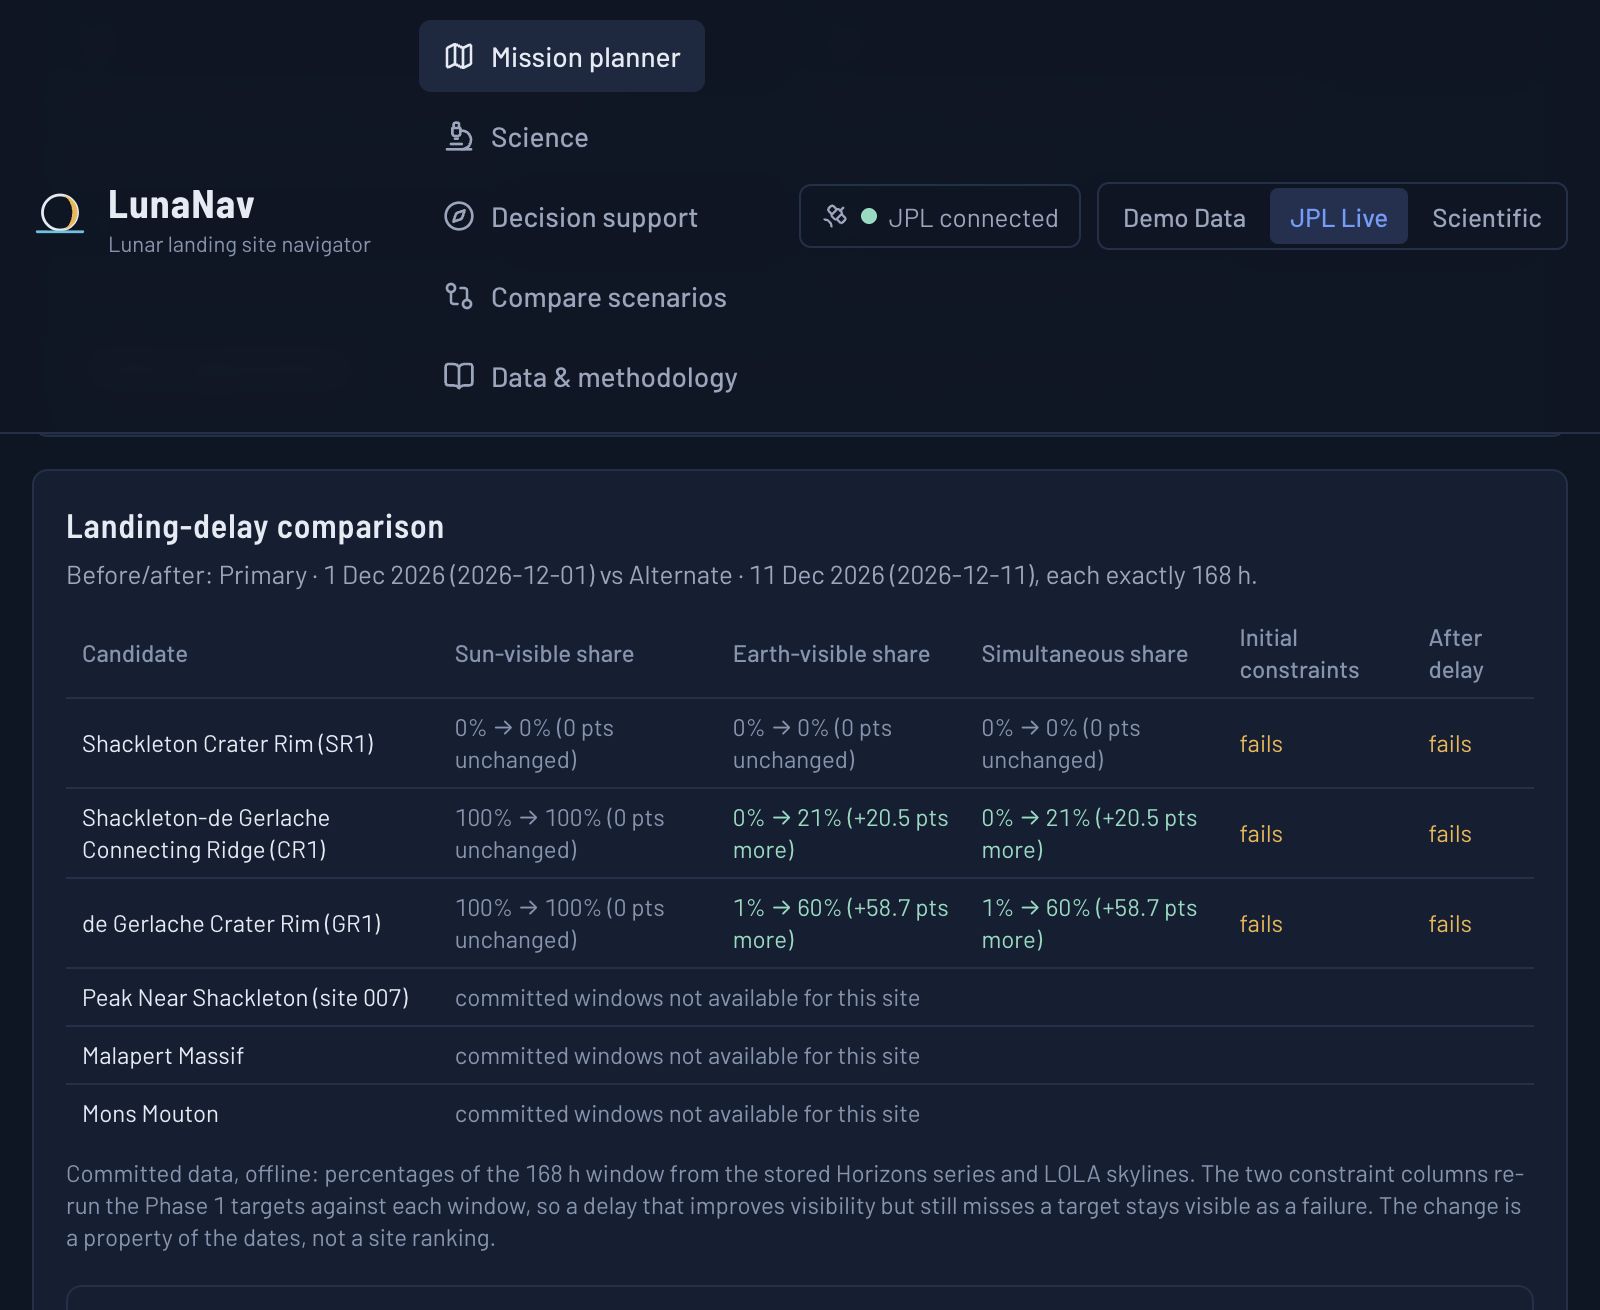 Mission planner
Science
LunaNav
Lunar landing site navigator
Decision support
JPL connected
Demo Data
JPL Live
Scientific
Compare scenarios
Data & methodology
Landing-delay comparison
Before/after: Primary · 1 Dec 2026 (2026-12-01) vs Alternate · 11 Dec 2026 (2026-12-11), each exactly 168 h.
Candidate
Sun-visible share
Earth-visible share
Simultaneous share
Initial
constraints
After
delay
Shackleton Crater Rim (SR1)
0% → 0% (0 pts
unchanged)
0% → 0% (0 pts
unchanged)
0% → 0% (0 pts
unchanged)
fails
fails
Shackleton-de Gerlache
Connecting Ridge (CR1)
100% → 100% (0 pts
unchanged)
0% → 21% (+20.5 pts
more)
0% → 21% (+20.5 pts
more)
fails
fails
de Gerlache Crater Rim (GR1)
100% → 100% (0 pts
unchanged)
1% → 60% (+58.7 pts
more)
1% → 60% (+58.7 pts
more)
fails
fails
Peak Near Shackleton (site 007)
committed windows not available for this site
Malapert Massif
committed windows not available for this site
Mons Mouton
committed windows not available for this site
Committed data, offline: percentages of the 168 h window from the stored Horizons series and LOLA skylines. The two constraint columns re-
run the Phase 1 targets against each window, so a delay that improves visibility but still misses a target stays visible as a failure. The change is
a property of the dates, not a site ranking.